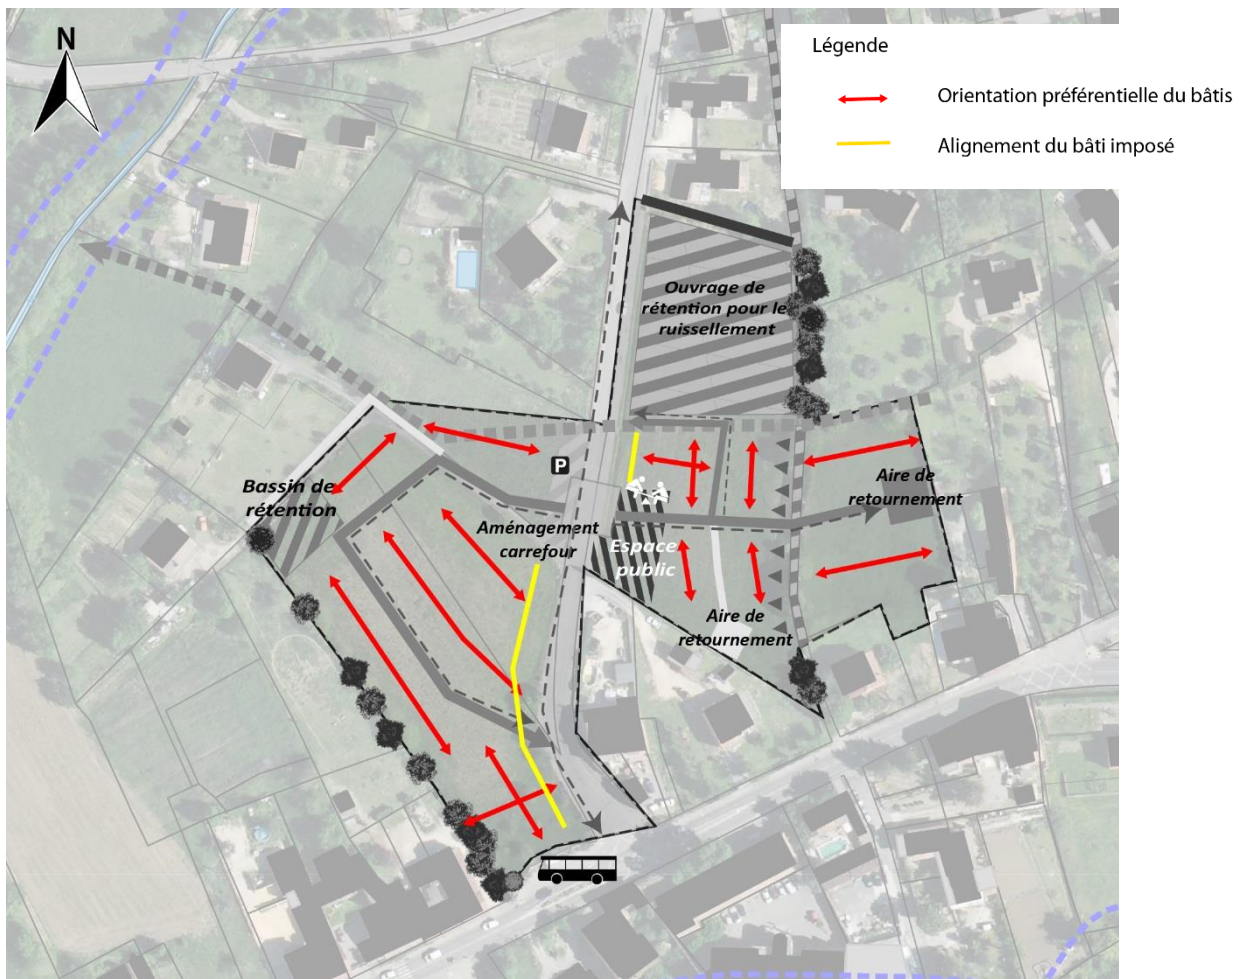 N
Légende
Orientation préférentielle du bâtis
Alignement du bâti imposé
Ouvrage de
rétention pour le
ruissellement
P
Bassin de
rétention
Aménagement
carrefour
Espace
public
Aire de
retournement
Aire de
retournement